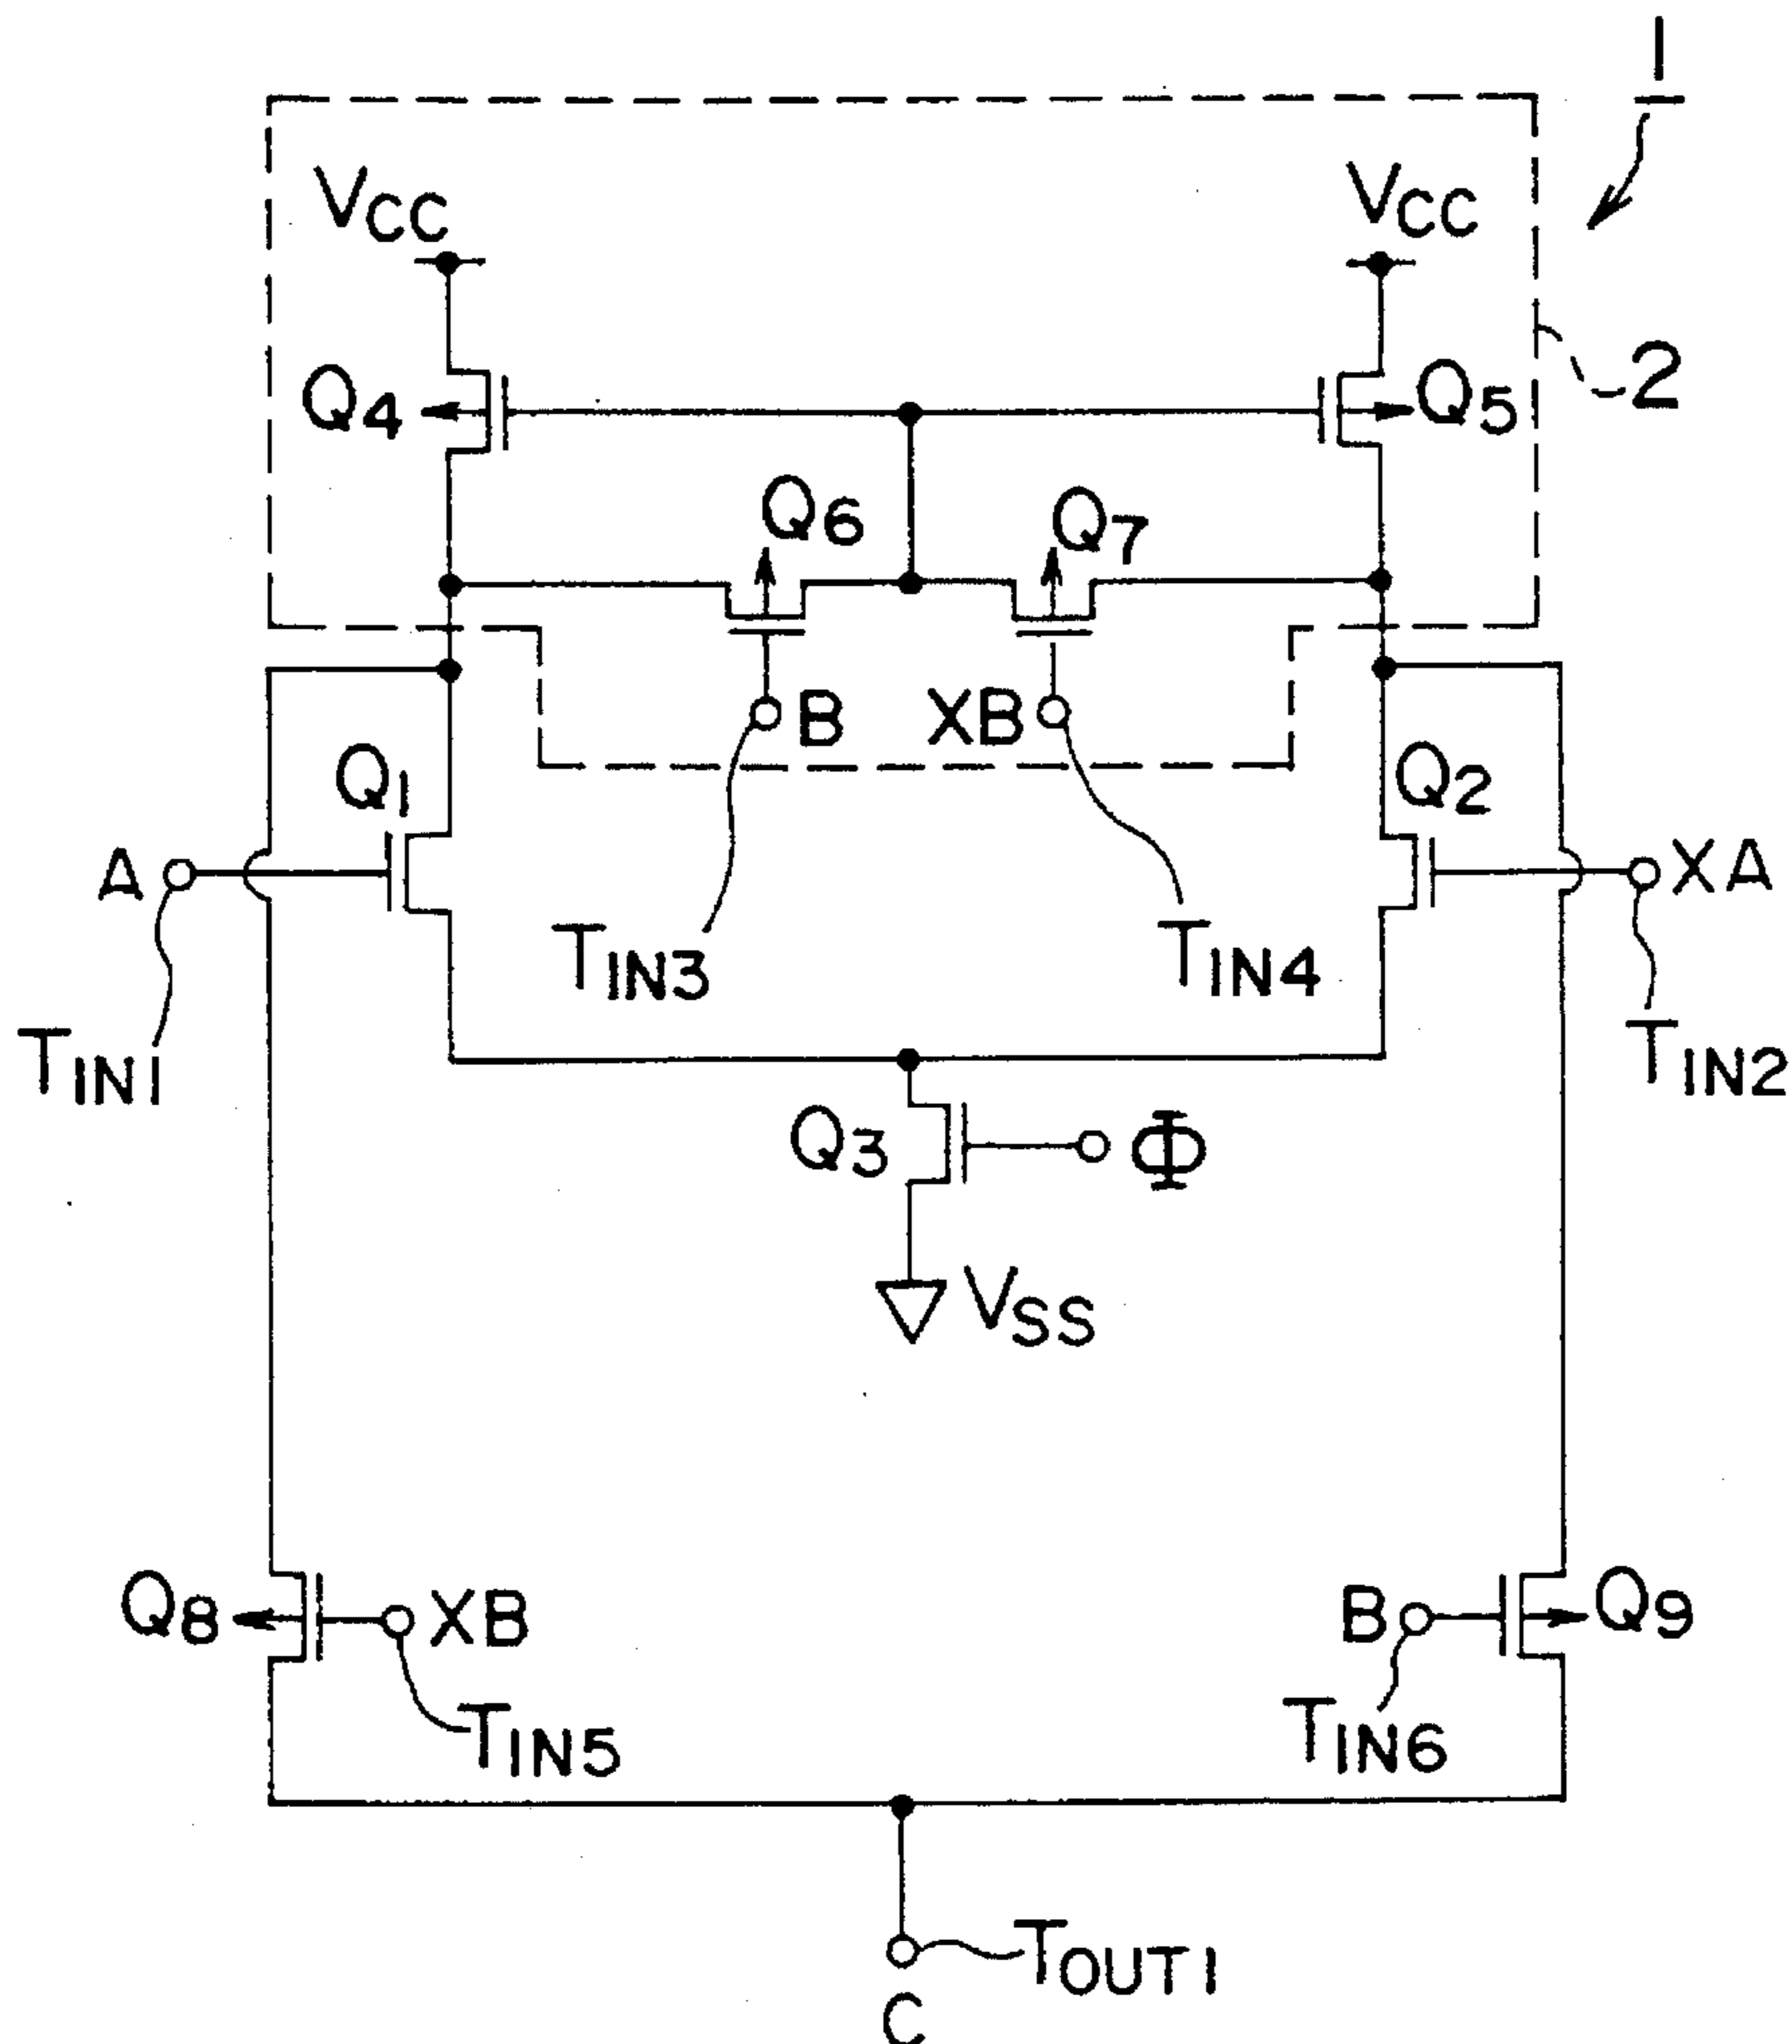 1
VCC
VCC
Q4
Q5
2
Q6
Q7
B
XB
Q1
Q2
A
XA
TIN3
TIN4
TIN1
TIN2
Q3
Φ
VSS
Q8
XB
B
Q9
TIN5
TIN6
TOUT1
C